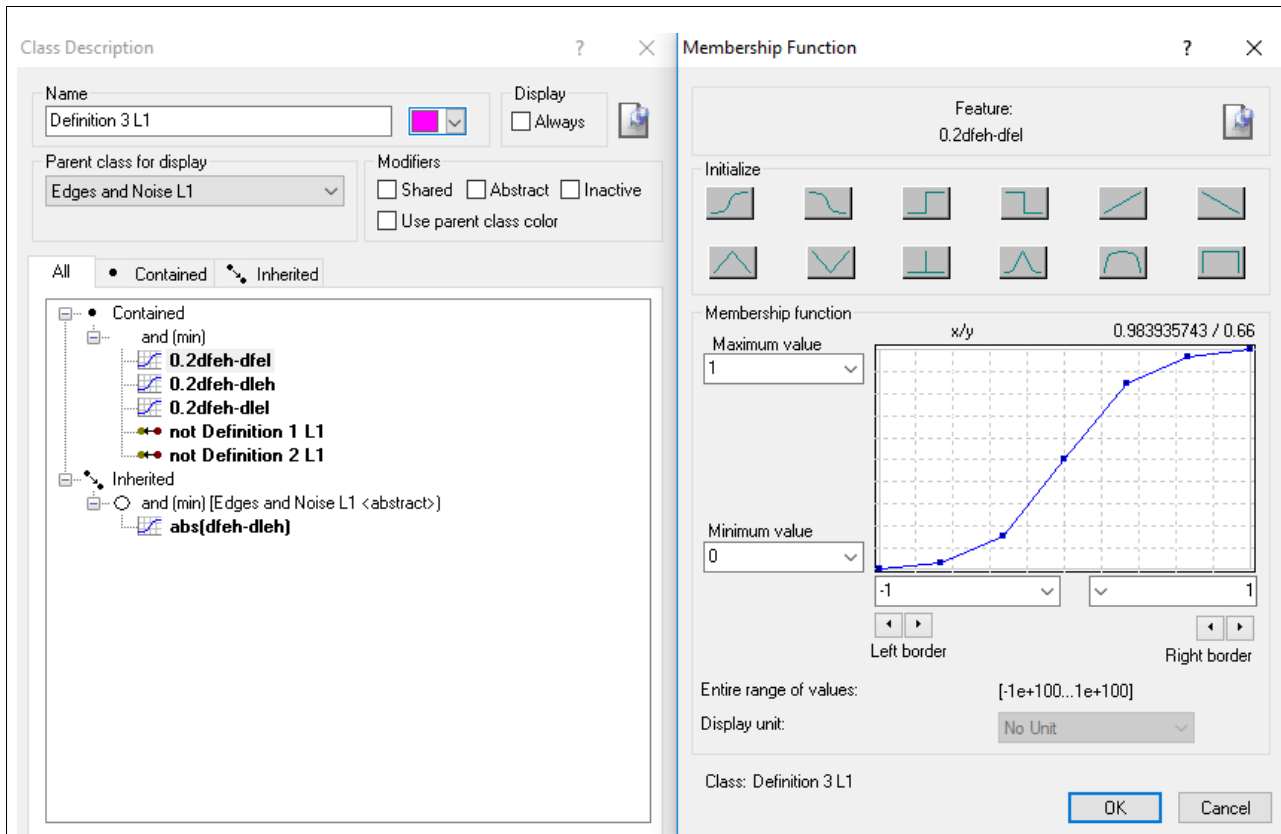 Class Description ? ×
Name
Definition 3 L1
Display
Always
Parent class for display
Edges and Noise L1
Modifiers
Shared Abstract Inactive
Use parent class color
All Contained Inherited
Contained
and (min)
0.2dfeh-dfel
0.2dfeh-dleh
0.2dfeh-dlel
not Definition 1 L1
not Definition 2 L1
Inherited
and (min) [Edges and Noise L1 <abstract>)
abs(dfeh-dleh)
Membership Function ? ×
Feature:
0.2dfeh-dfel
Initialize
Membership function
Maximum value
1
x/y 0.983935743 / 0.66
Minimum value
0
-1 1
Left border Right border
Entire range of values: [-1e+100...1e+100]
Display unit: No Unit
Class: Definition 3 L1
OK Cancel